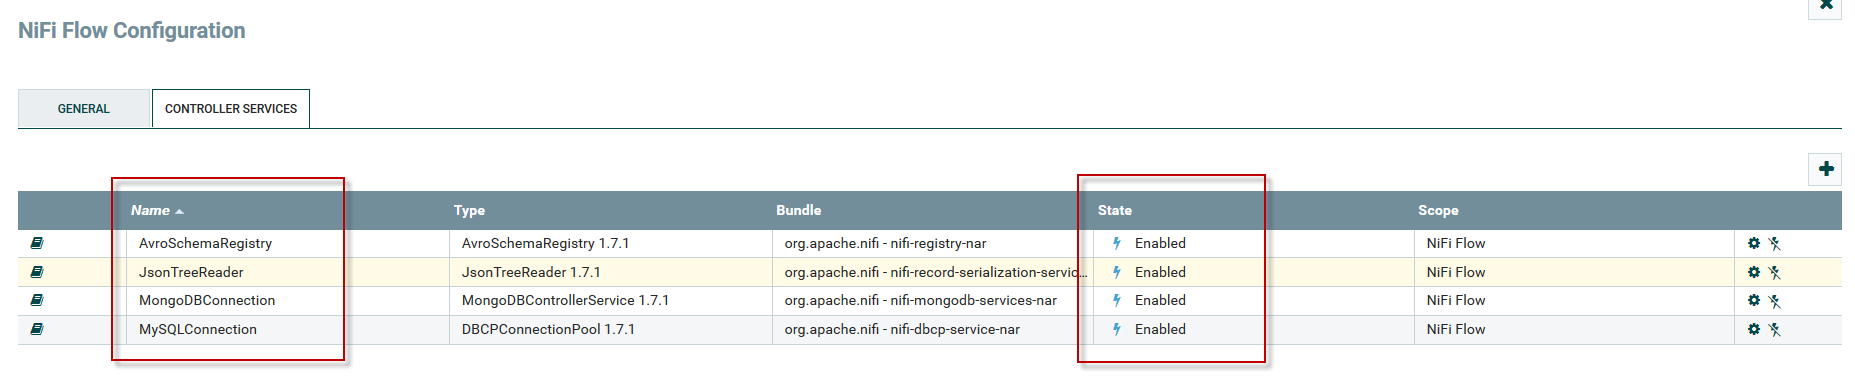 NiFi Flow Configuration
GENERAL CONTROLLER SERVICES
Name Type Bundle State Scope
AvroSchemaRegistry AvroSchemaRegistry 1.7.1 org.apache.nifi - nifi-registry-nar Enabled NiFi Flow
JsonTreeReader JsonTreeReader 1.7.1 org.apache.nifi - nifi-record-serialization-servic... Enabled NiFi Flow
MongoDBConnection MongoDBControllerService 1.7.1 org.apache.nifi - nifi-mongodb-services-nar Enabled NiFi Flow
MySQLConnection DBCPConnectionPool 1.7.1 org.apache.nifi - nifi-dbcp-service-nar Enabled NiFi Flow